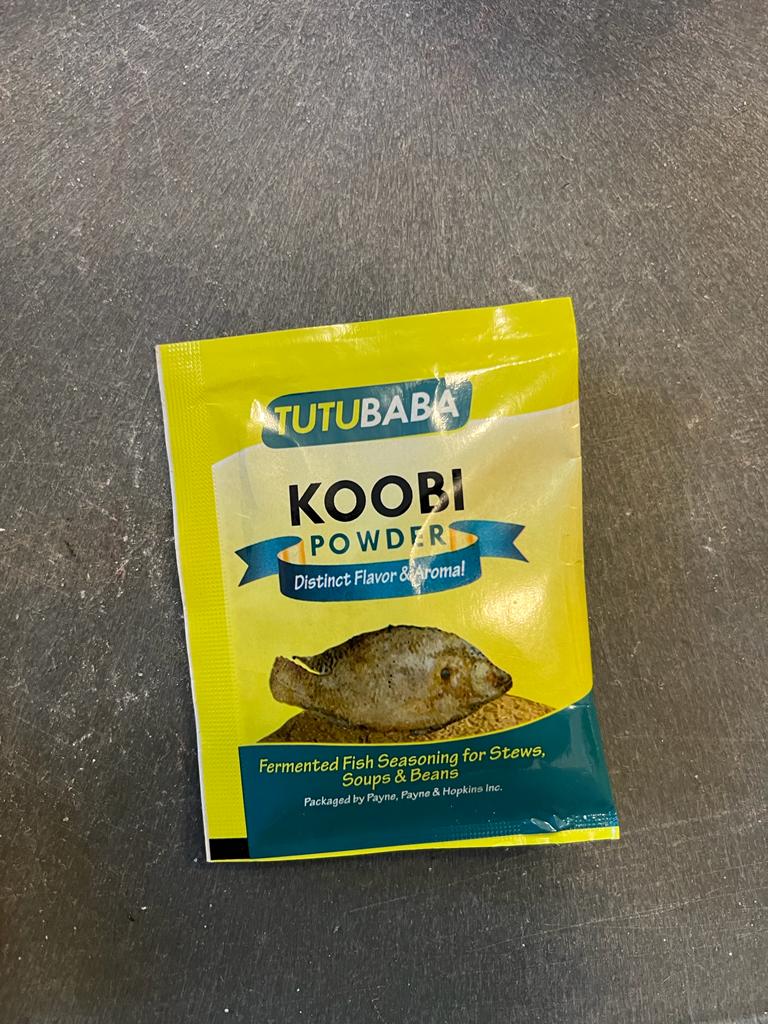 TUTUBABA
KOOBI
POWDER
Distinct Flavor & Aroma!
Fermented Fish Seasoning for Stews,
Soups & Beans
Packaged by Payne, Payne & Hopkins Inc.